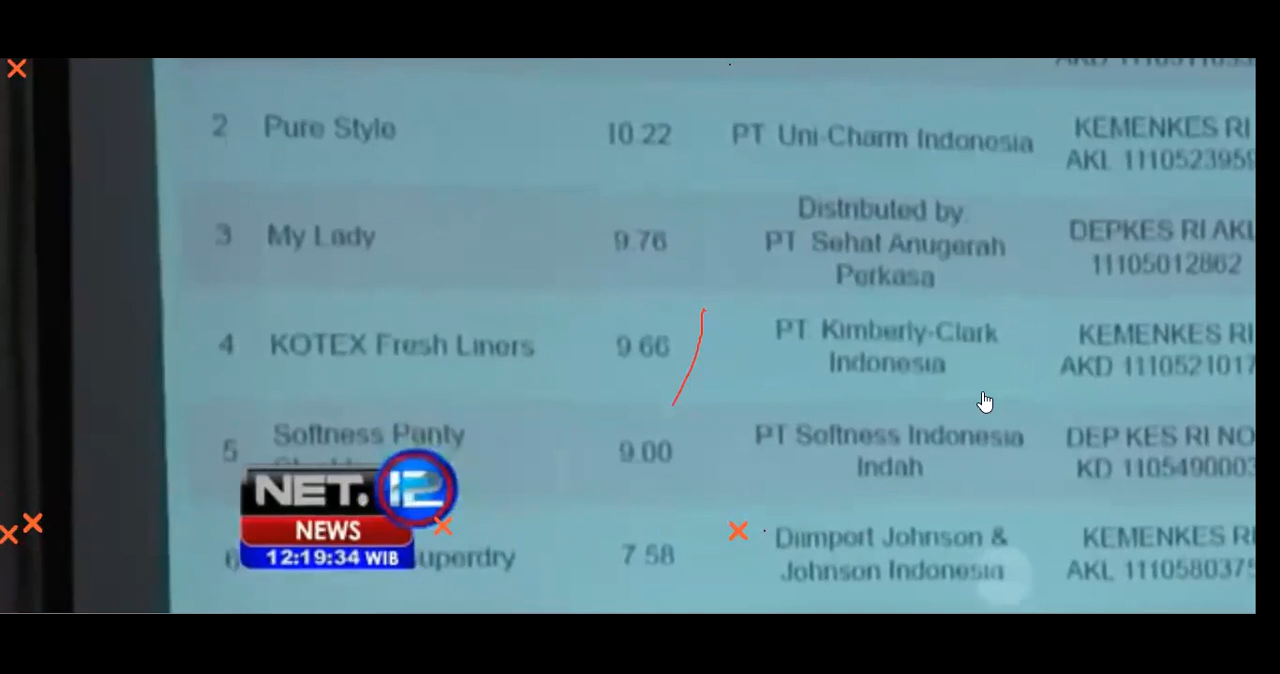 2 Pure Style 10.22 PT Uni-Charm Indonesia KEMENKES RI
AKL 1110523959
3 My Lady 9.76 Distributed by.
PT Sehat Anugerah
Perkasa
DEPKES RI AKL
11105012862
4 KOTEX Fresh Liners 9.66 PT Kimberly-Clark
Indonesia
KEMENKES RI
AKD 1110521017
5 Softness Panty
9.00 PT Softness Indonesia
Indah
DEP KES RI NO
KD 1105490003
NET. 12
NEWS
12:19:34 WIB
6 uperdry 7.58 Diimport Johnson &
Johnson Indonesia
KEMENKES RI
AKL 1110580375